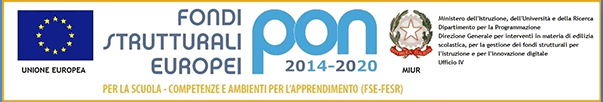 UNIONE EUROPEA
FONDI
STRUTTURALI
EUROPEI
pon
2014-2020
MIUR
Ministero dell'Istruzione, dell'Università e della Ricerca
Dipartimento per la Programmazione
Direzione Generale per interventi in materia di edilizia
scolastica, per la gestione dei fondi strutturali per
l'istruzione e per l'innovazione digitale
Ufficio IV
PER LA SCUOLA - COMPETENZE E AMBIENTI PER L'APPRENDIMENTO (FSE-FESR)